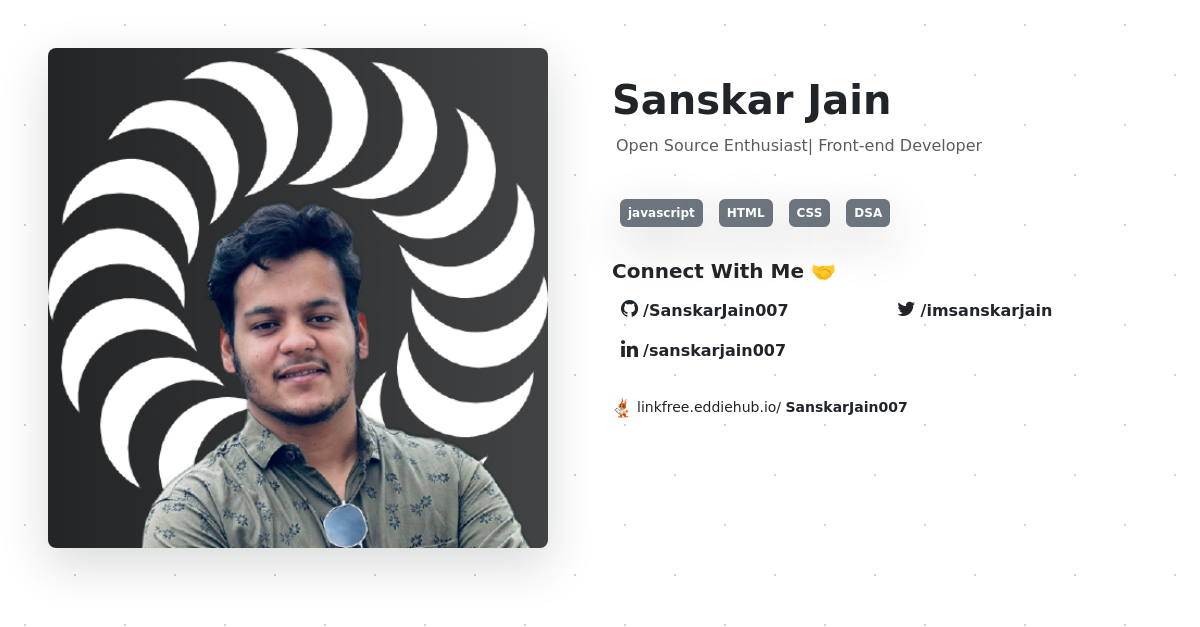 Sanskar Jain
Open Source Enthusiast| Front-end Developer
javascript HTML CSS DSA
Connect With Me 🤝
/SanskarJain007 /imsanskarjain
/sanskarjain007
linkfree.eddiehub.io/ SanskarJain007